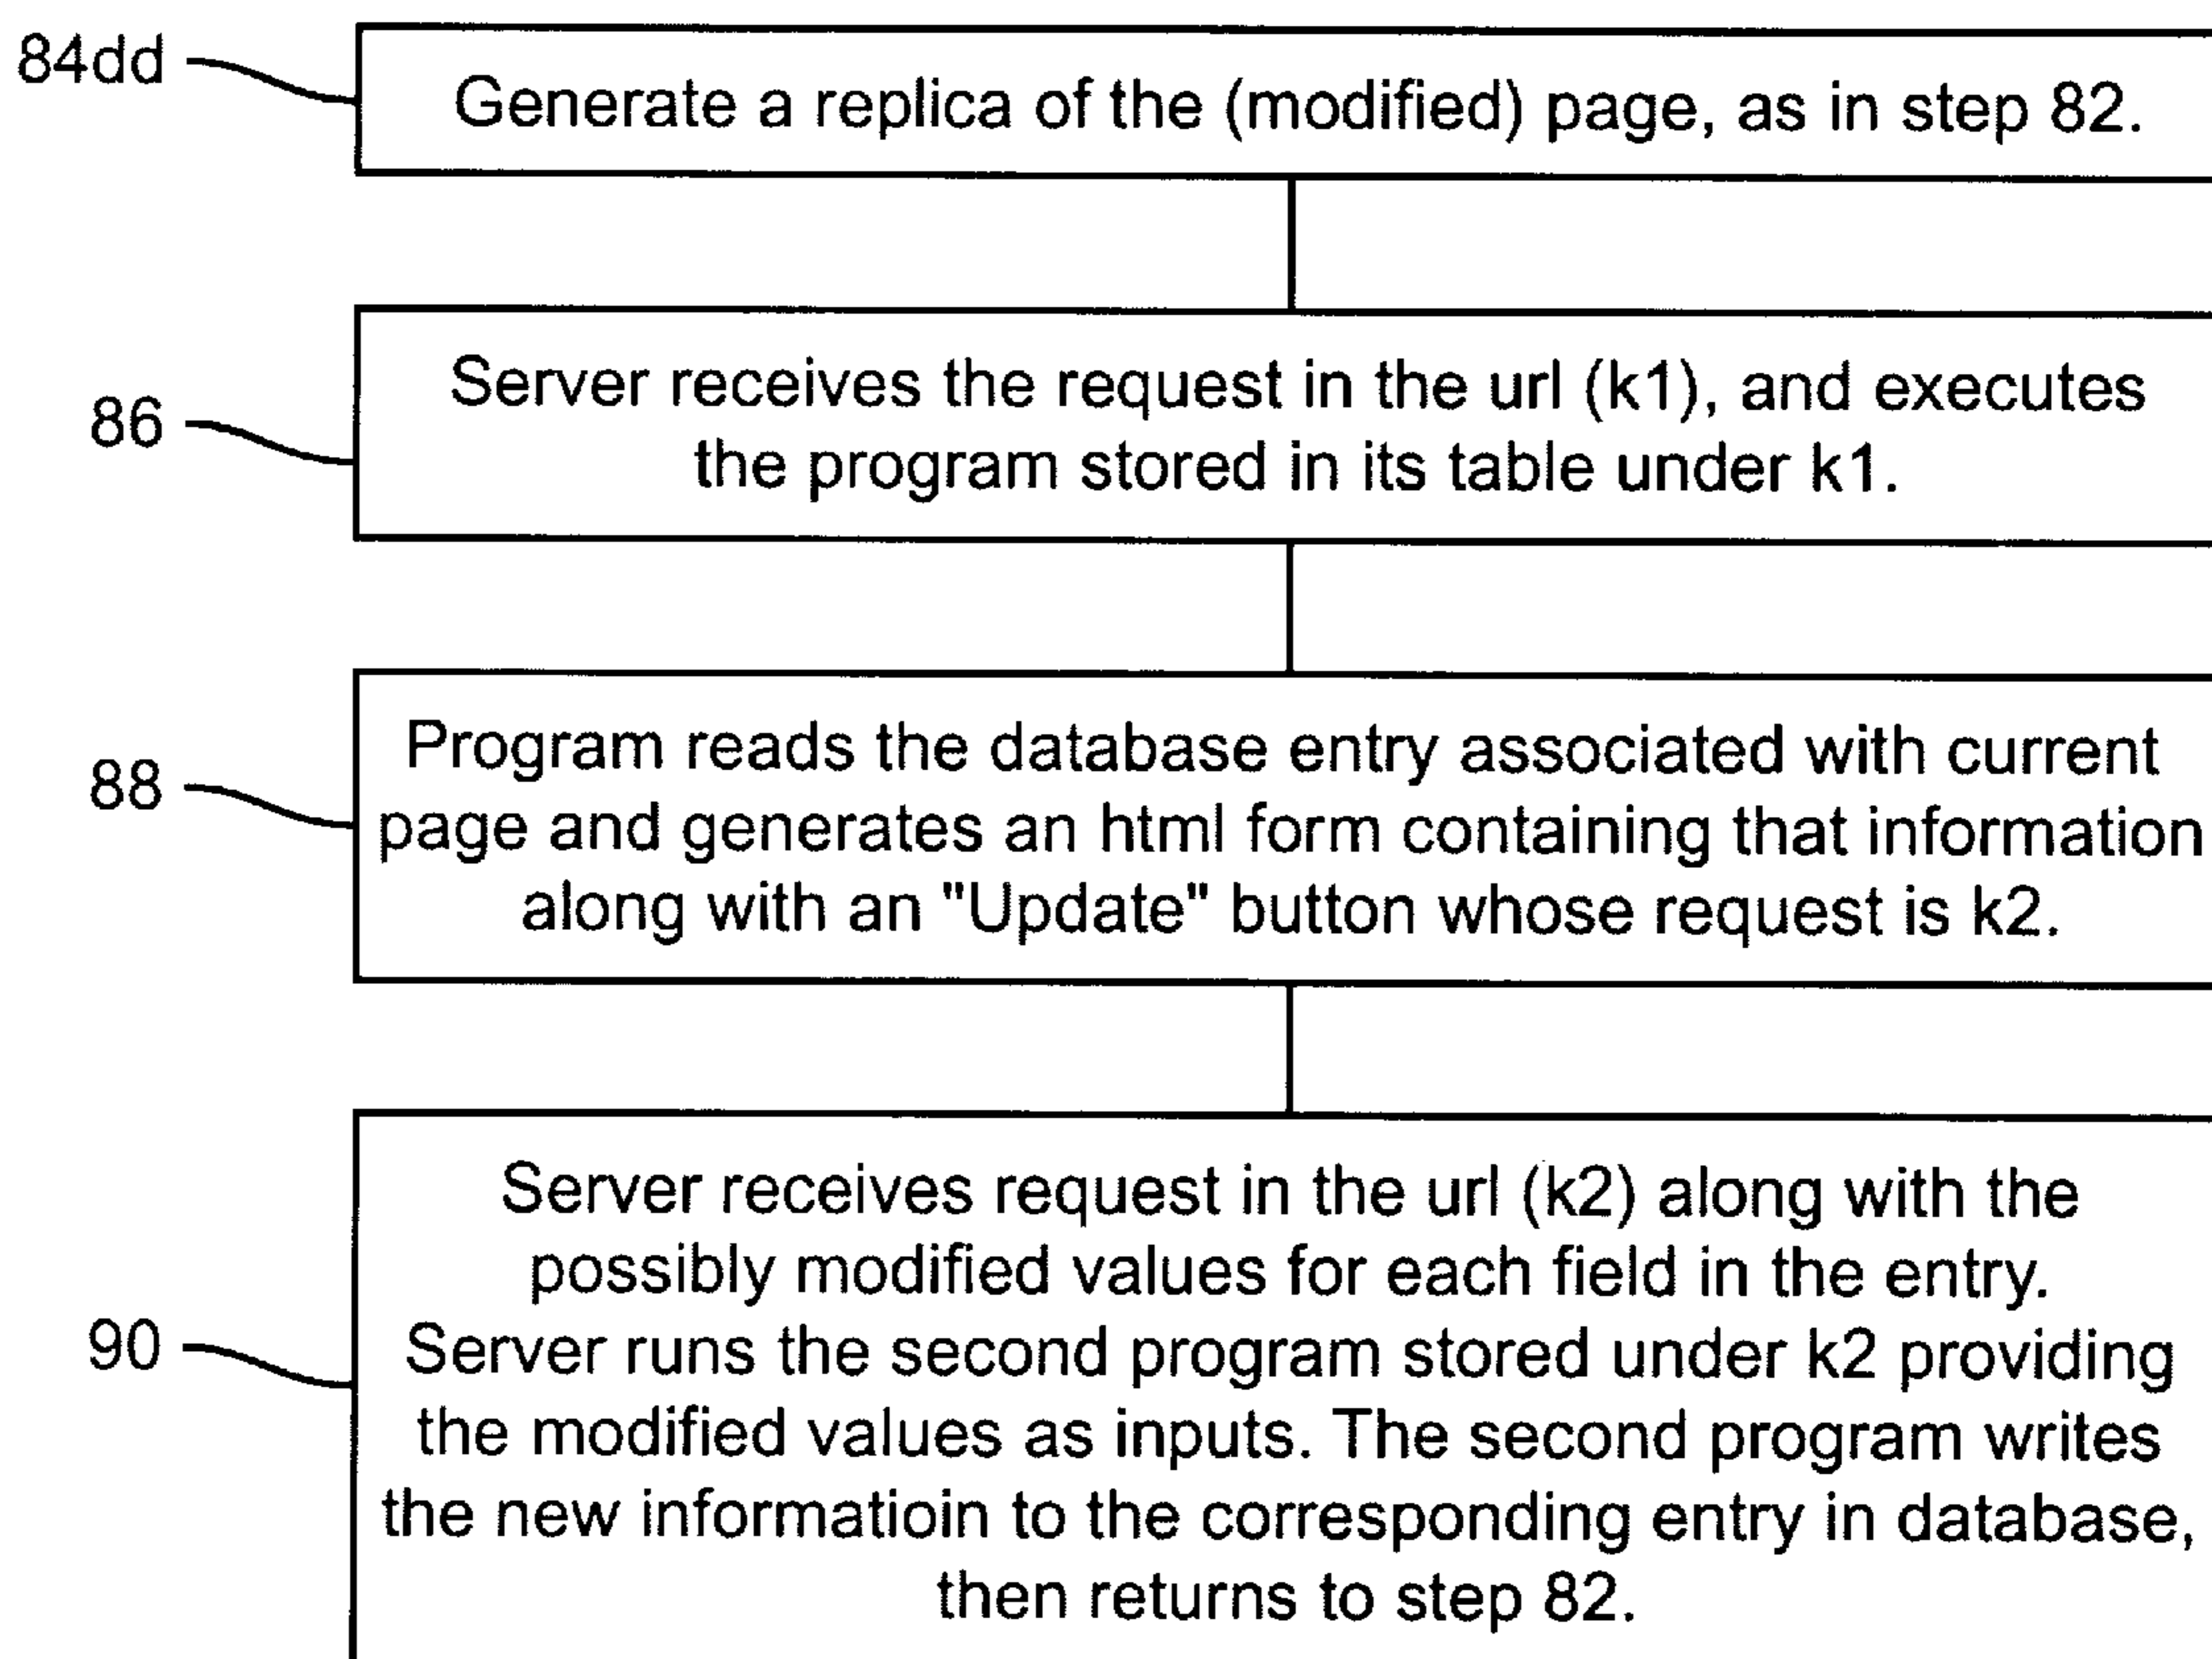 84dd
Generate a replica of the (modified) page, as in step 82.
86
Server receives the request in the url (k1), and executes
the program stored in its table under k1.
88
Program reads the database entry associated with current
page and generates an html form containing that information
along with an "Update" button whose request is k2.
90
Server receives request in the url (k2) along with the
possibly modified values for each field in the entry.
Server runs the second program stored under k2 providing
the modified values as inputs. The second program writes
the new informatioin to the corresponding entry in database,
then returns to step 82.